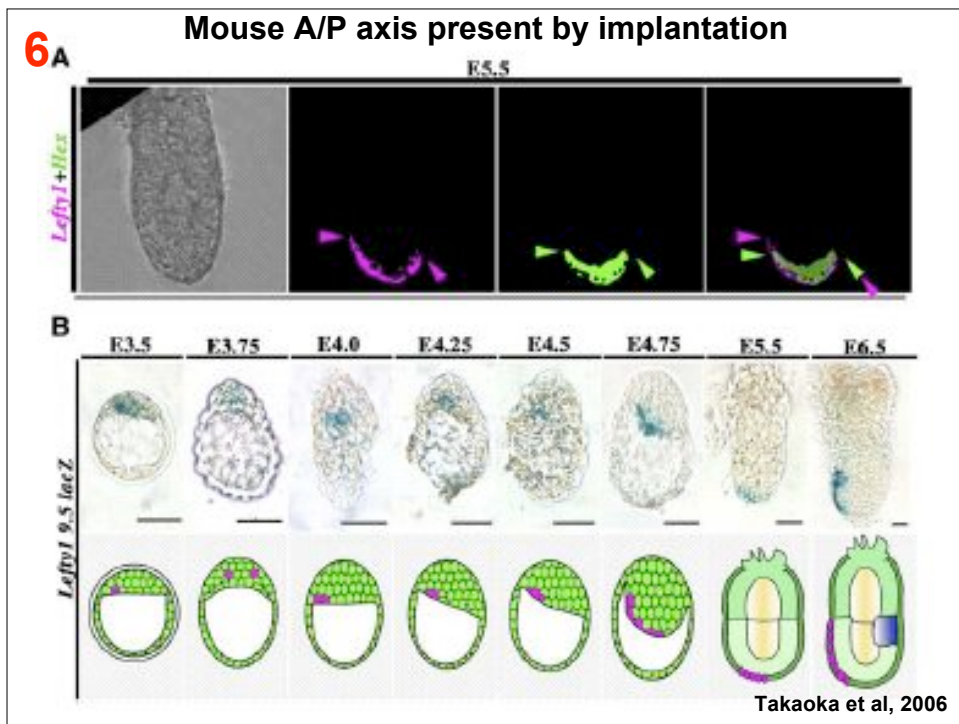 Mouse A/P axis present by implantation
6
A
E5.5
Lefty1+Hex
B
E3.5 E3.75 E4.0 E4.25 E4.5 E4.75 E5.5 E6.5
Lefty1 9.5 lacZ
Takaoka et al, 2006